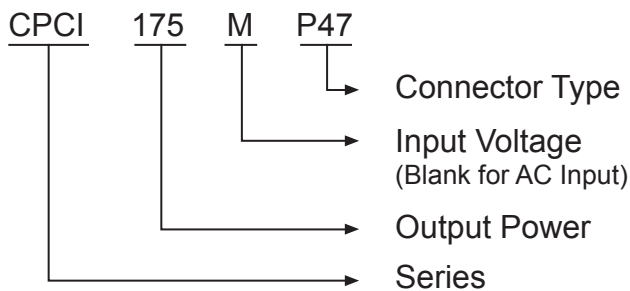 CPCI 175 M P47
Connector Type
Input Voltage
(Blank for AC Input)
Output Power
Series